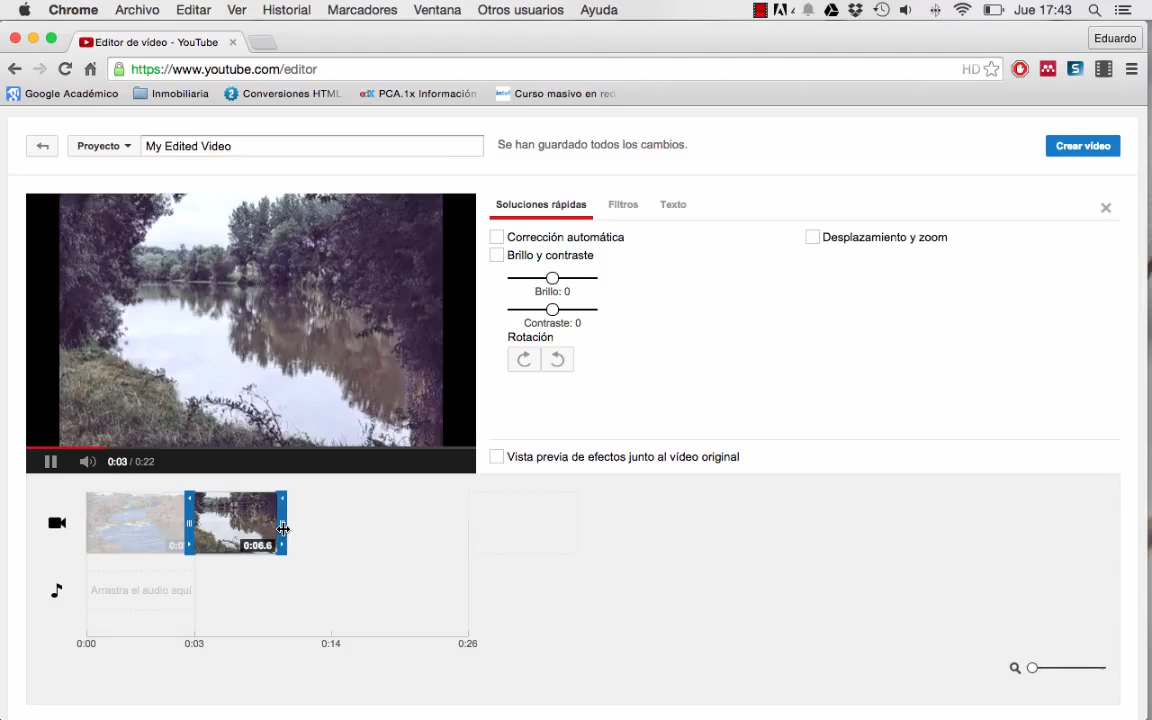 Chrome Archivo Editar Ver Historial Marcadores Ventana Otros usuarios Ayuda Jue 17:43
Editor de vídeo - YouTube Eduardo
https://www.youtube.com/editor HD
Google Académico Inmobiliaria Conversiones HTML edX PCA.1x Información intel Curso masivo en red
Proyecto My Edited Video Se han guardado todos los cambios. Crear vídeo
Soluciones rápidas Filtros Texto
Corrección automática Desplazamiento y zoom
Brillo y contraste
Brillo: 0
Contraste: 0
Rotación
Vista previa de efectos junto al vídeo original
0:03 / 0:22
0:06.6
Arrastra el audio aquí
0:00 0:03 0:14 0:26